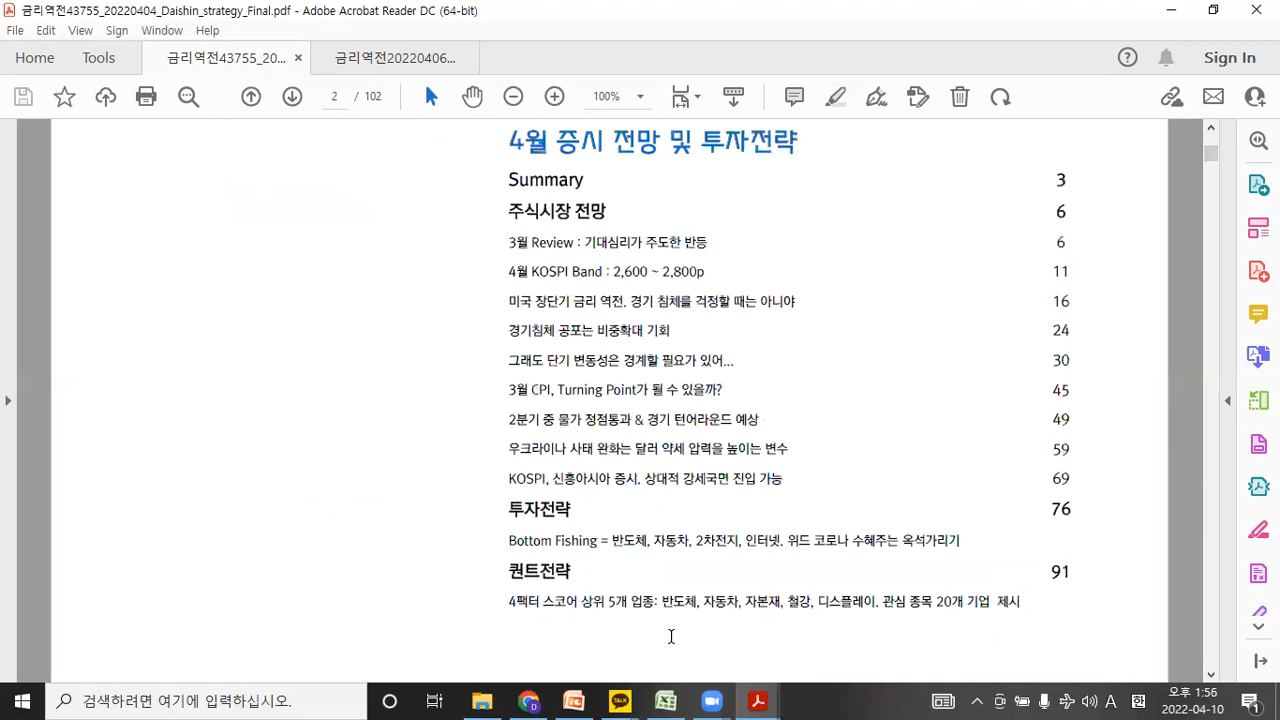 금리역전43755_20220404_Daishin_strategy_Final.pdf - Adobe Acrobat Reader DC (64-bit)
File Edit View Sign Window Help
Home Tools 금리역전43755_20... × 금리역전20220406... Sign In
2 / 102 100%
4월 증시 전망 및 투자전략
Summary 3
주식시장 전망 6
3월 Review : 기대심리가 주도한 반등 6
4월 KOSPI Band : 2,600 ~ 2,800p 11
미국 장단기 금리 역전. 경기 침체를 걱정할 때는 아니야 16
경기침체 공포는 비중확대 기회 24
그래도 단기 변동성은 경계할 필요가 있어... 30
3월 CPI, Turning Point가 될 수 있을까? 45
2분기 중 물가 정점통과 & 경기 턴어라운드 예상 49
우크라이나 사태 완화는 달러 약세 압력을 높이는 변수 59
KOSPI, 신흥아시아 증시. 상대적 강세국면 진입 가능 69
투자전략 76
Bottom Fishing = 반도체, 자동차, 2차전지, 인터넷. 위드 코로나 수혜주는 옥석가리기
퀀트전략 91
4팩터 스코어 상위 5개 업종: 반도체, 자동차, 자본재, 철강, 디스플레이. 관심 종목 20개 기업 제시
검색하려면 여기에 입력하십시오. TALK A 한 오후 1:56
2022-04-10 1